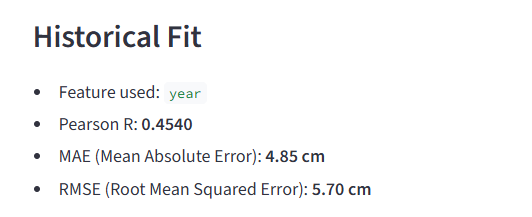 Historical Fit
• Feature used: year
• Pearson R: 0.4540
• MAE (Mean Absolute Error): 4.85 cm
• RMSE (Root Mean Squared Error): 5.70 cm